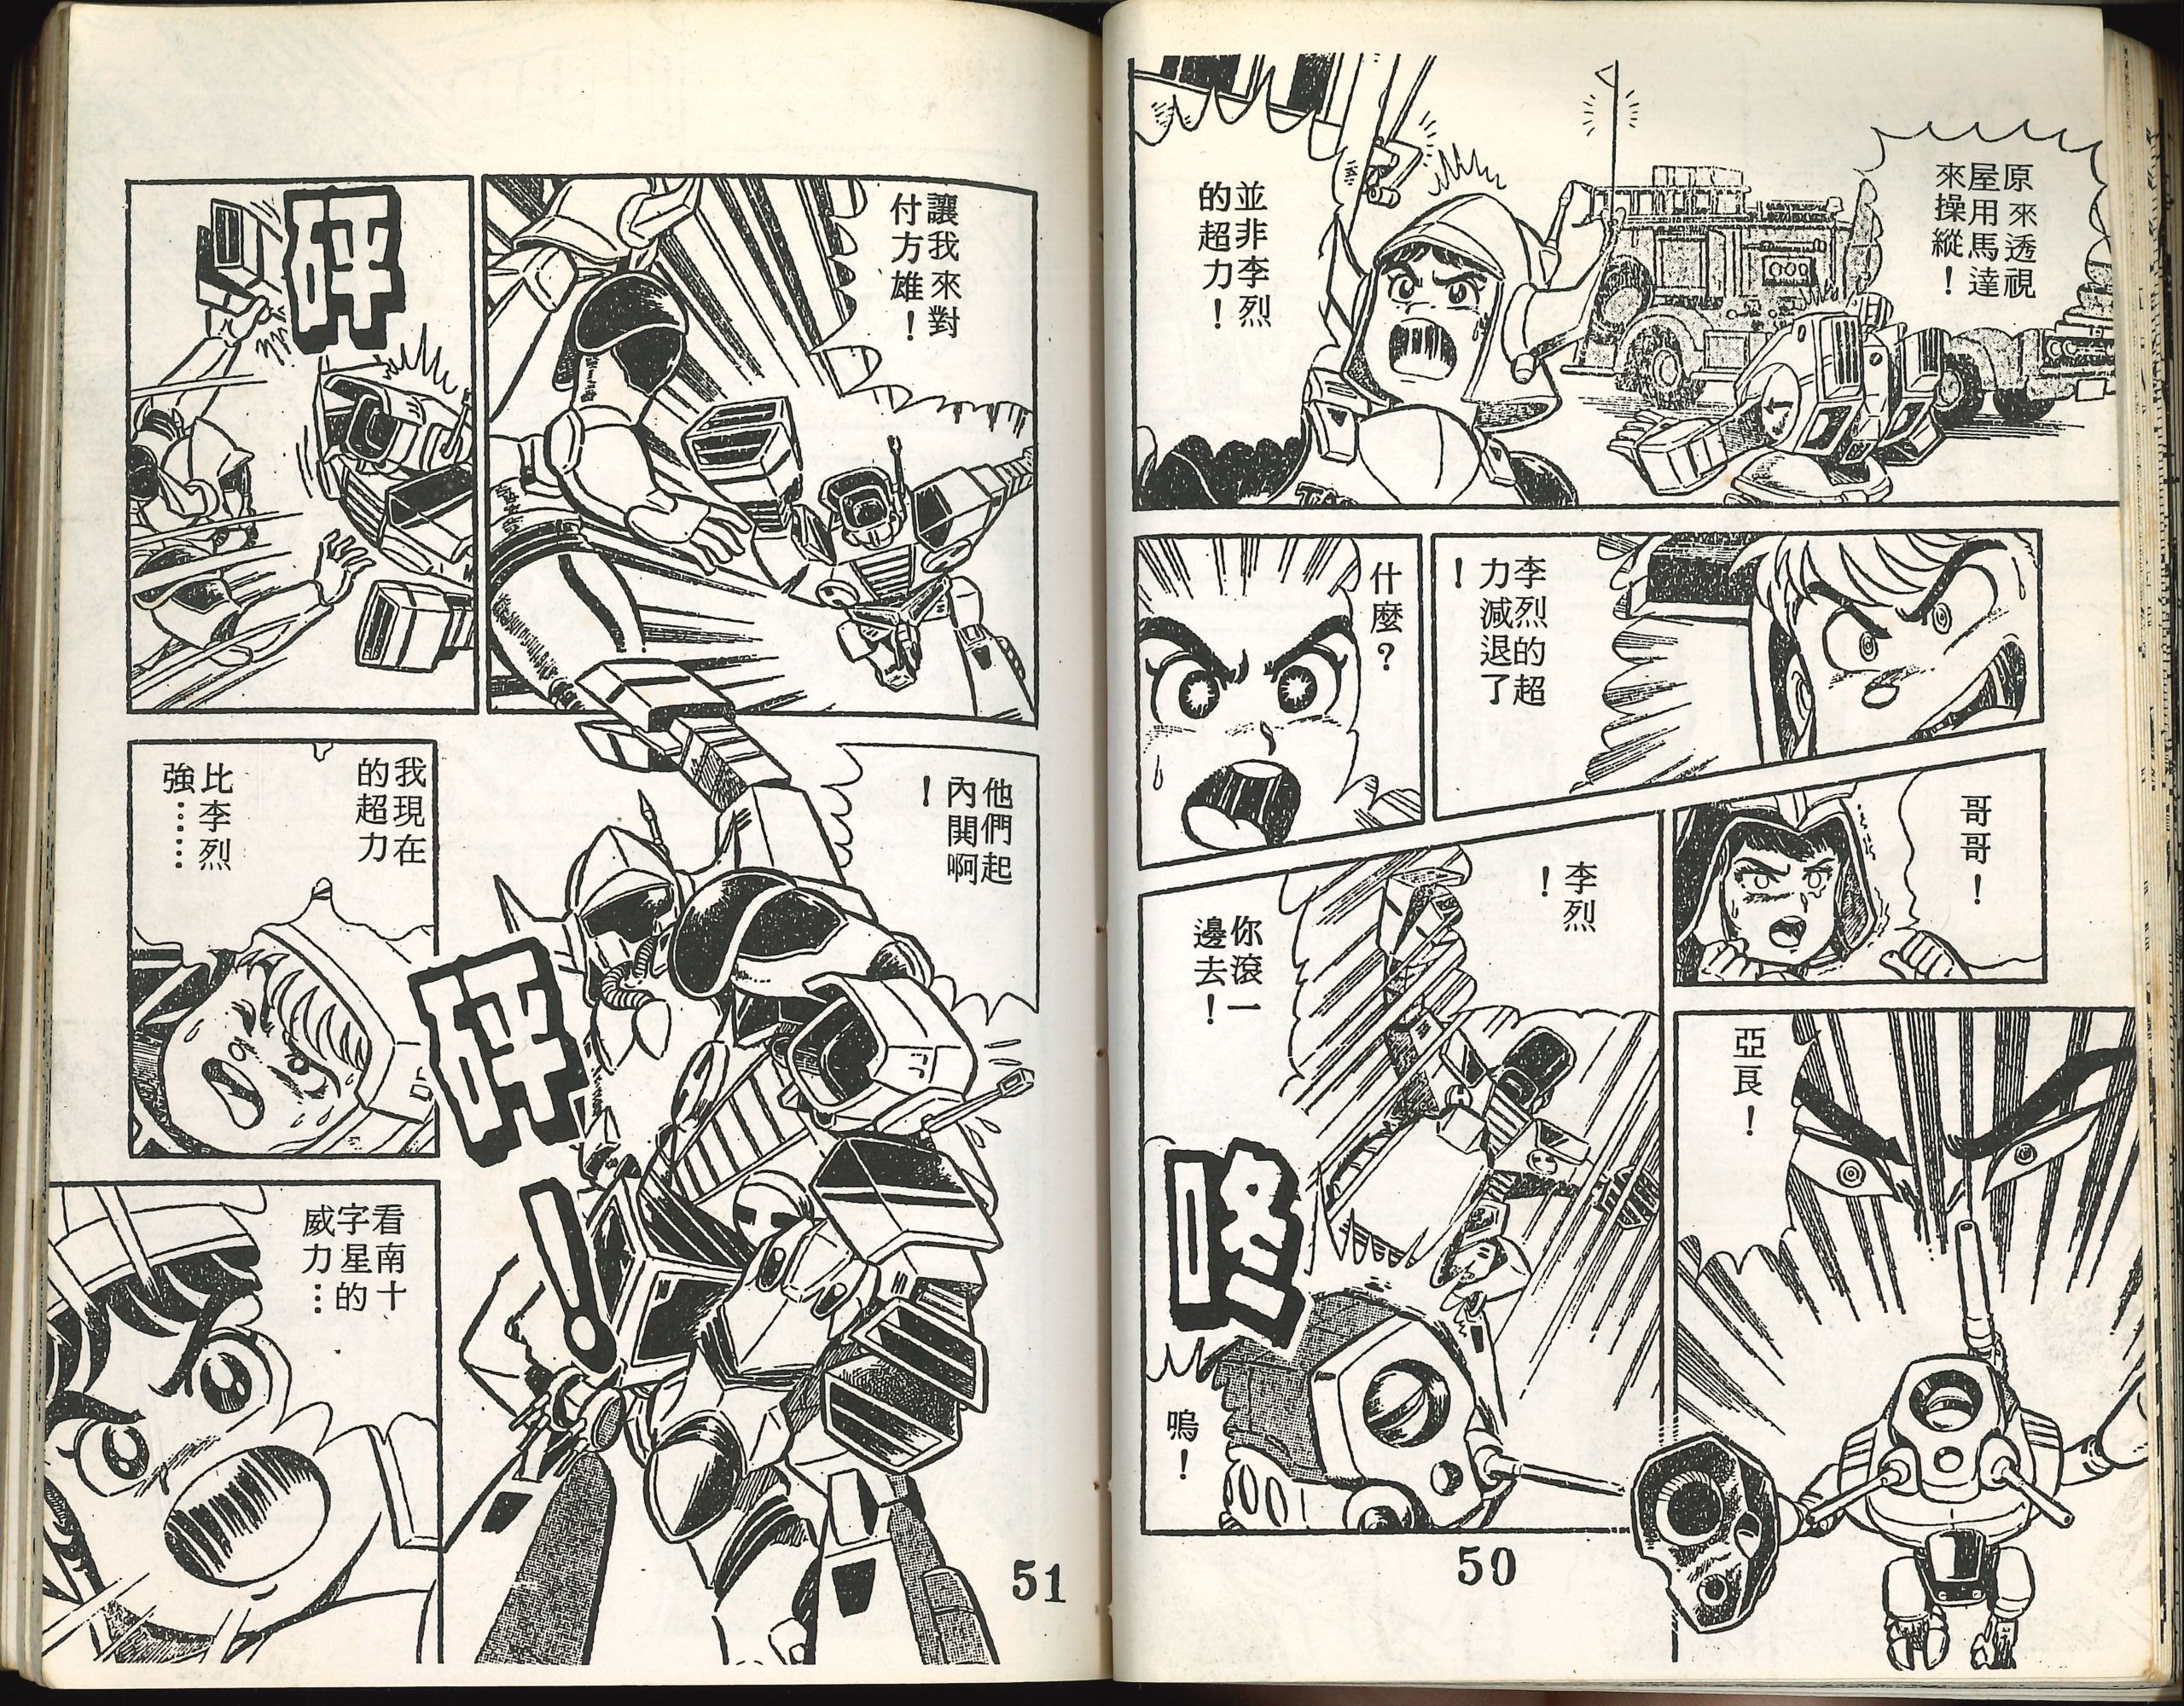 原來透視
屋用馬達
來操縱！
並非李烈
的超力！
李烈的超
力減退了
！
什麼？
哥哥！
亞艮！
李烈
！
你滾一
邊去！
咚
嗚！
50
讓我來對
付方雄！
砰
他們起
內鬨啊
！
砰
！
我現在
的超力
比李烈
強……
看南十
字星的
威力…
51